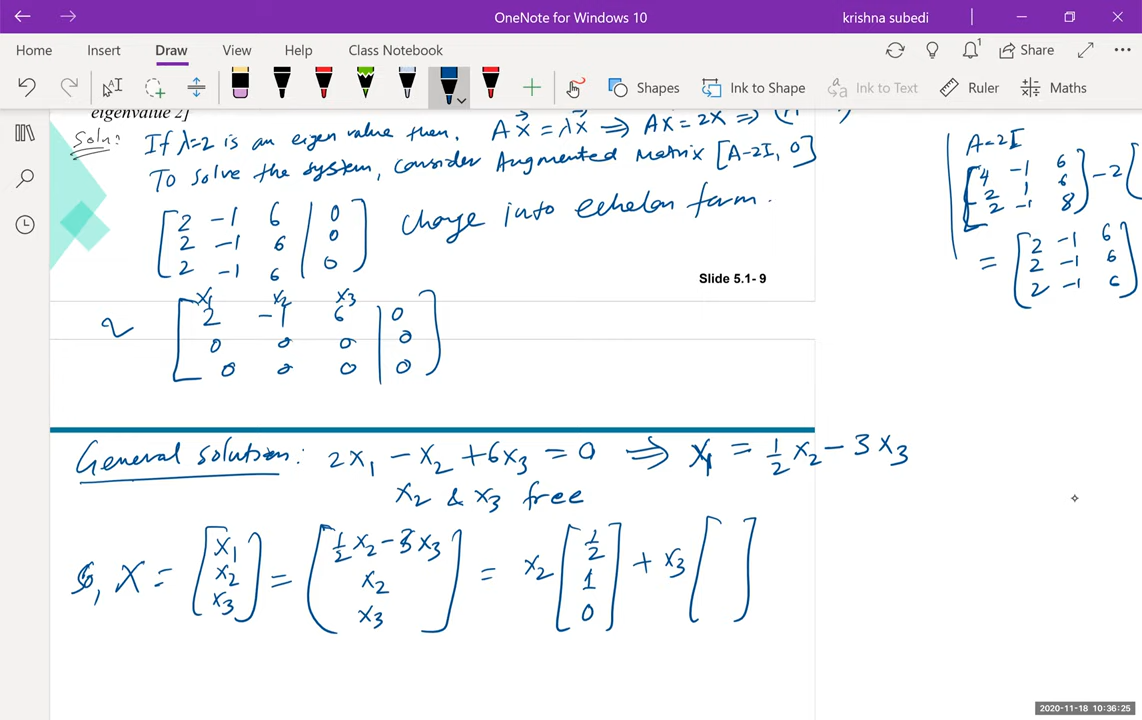 OneNote for Windows 10
krishna subedi
Home Insert Draw View Help Class Notebook
1 Share
Shapes Ink to Shape Ink to Text Ruler Maths
eigenvalue 2]
Soln: If λ=2 is an eigen value then. Ax⃗ = λx⃗ ⇒ AX = 2X ⇒
To solve the system, consider Augmented Matrix [A-2I, 0]
[2 -1 6 | 0] change into echelon form.
[2 -1 6 | 0]
[2 -1 6 | 0]
A-2I
[4 -1 6] - 2
[2 1 6]
[2 -1 8]
= [2 -1 6]
[2 -1 6]
[2 -1 6]
Slide 5.1- 9
x₁ x₂ x₃
~ [2 -1 6 | 0]
[0 0 0 | 0]
[0 0 0 | 0]
General solution: 2x₁ - x₂ + 6x₃ = 0 ⇒ x₁ = 1/2 x₂ - 3x₃
x₂ & x₃ free
So, X = [x₁ x₂ x₃] = [1/2 x₂ - 3x₃ x₂ x₃] = x₂ [1/2 1 0] + x₃ [ ]
2020-11-18 10:36:25